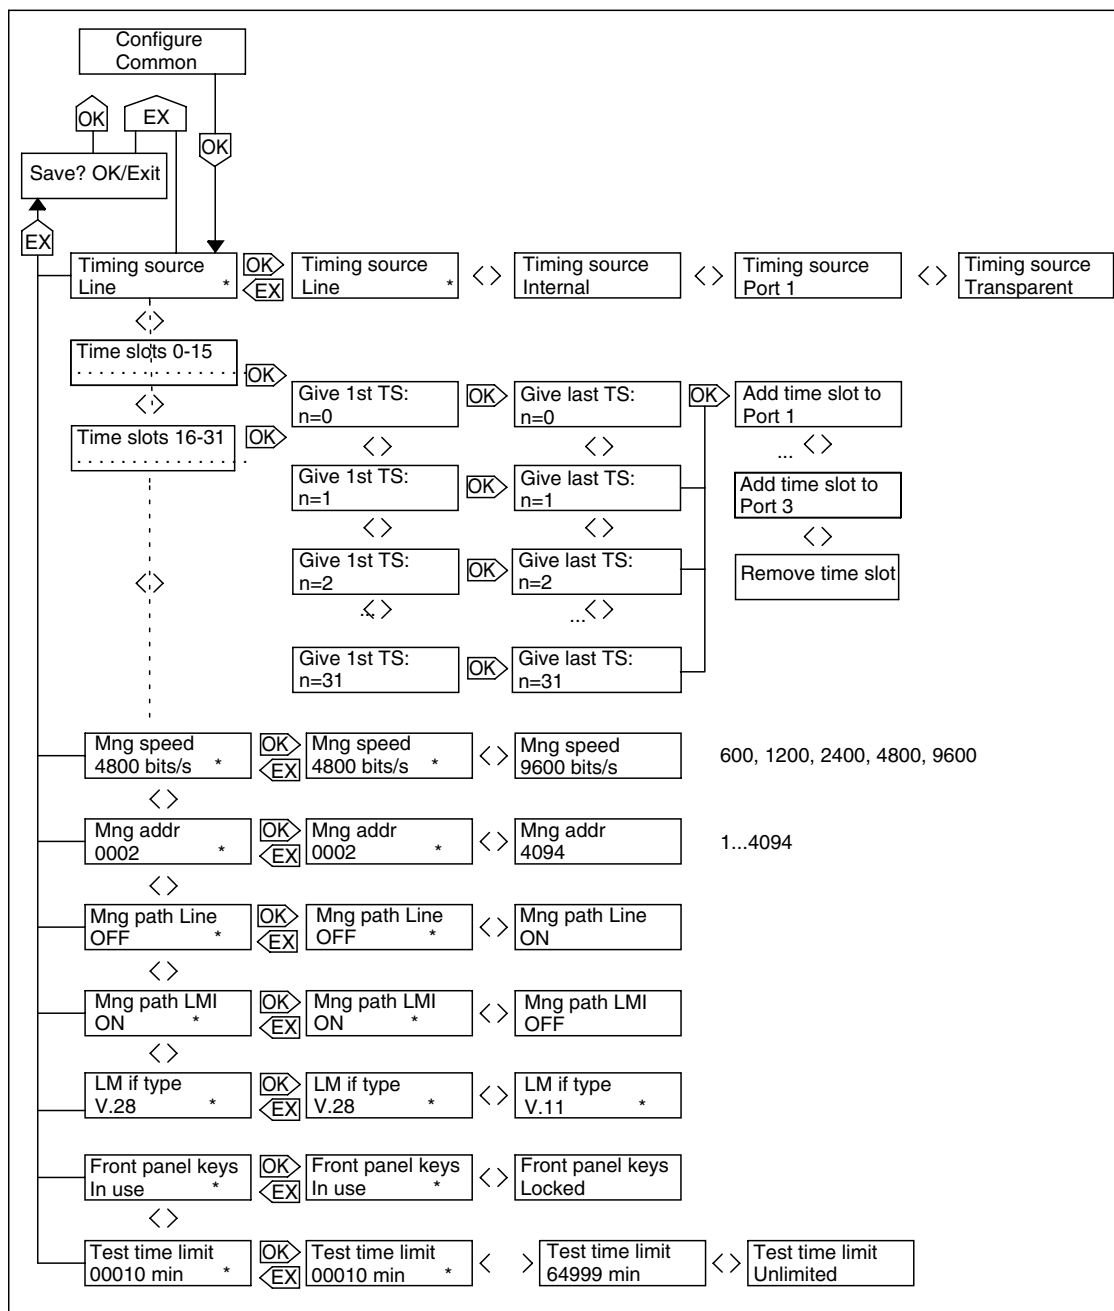 Configure
Common
OK
EX
OK
Save? OK/Exit
EX
Timing source
Line *
OK
EX
Timing source
Line *
< >
Timing source
Internal
< >
Timing source
Port 1
< >
Timing source
Transparent
< >
Time slots 0-15
. . . . . . . . . . . . . . . .
OK
< >
Time slots 16-31
. . . . . . . . . . . . . . . .
OK
Give 1st TS:
n=0
OK
Give last TS:
n=0
OK
Add time slot to
Port 1
< >
< >
... < >
Give 1st TS:
n=1
OK
Give last TS:
n=1
Add time slot to
Port 3
< >
< >
< >
Give 1st TS:
n=2
OK
Give last TS:
n=2
Remove time slot
< >
... < >
... < >
Give 1st TS:
n=31
OK
Give last TS:
n=31
Mng speed
4800 bits/s *
OK
EX
Mng speed
4800 bits/s *
< >
Mng speed
9600 bits/s
600, 1200, 2400, 4800, 9600
< >
Mng addr
0002 *
OK
EX
Mng addr
0002 *
< >
Mng addr
4094
1...4094
< >
Mng path Line
OFF *
OK
EX
Mng path Line
OFF *
< >
Mng path Line
ON
< >
Mng path LMI
ON *
OK
EX
Mng path LMI
ON *
< >
Mng path LMI
OFF
< >
LM if type
V.28 *
OK
EX
LM if type
V.28 *
< >
LM if type
V.11 *
Front panel keys
In use *
OK
EX
Front panel keys
In use *
< >
Front panel keys
Locked
< >
Test time limit
00010 min *
OK
EX
Test time limit
00010 min *
< >
Test time limit
64999 min
< >
Test time limit
Unlimited